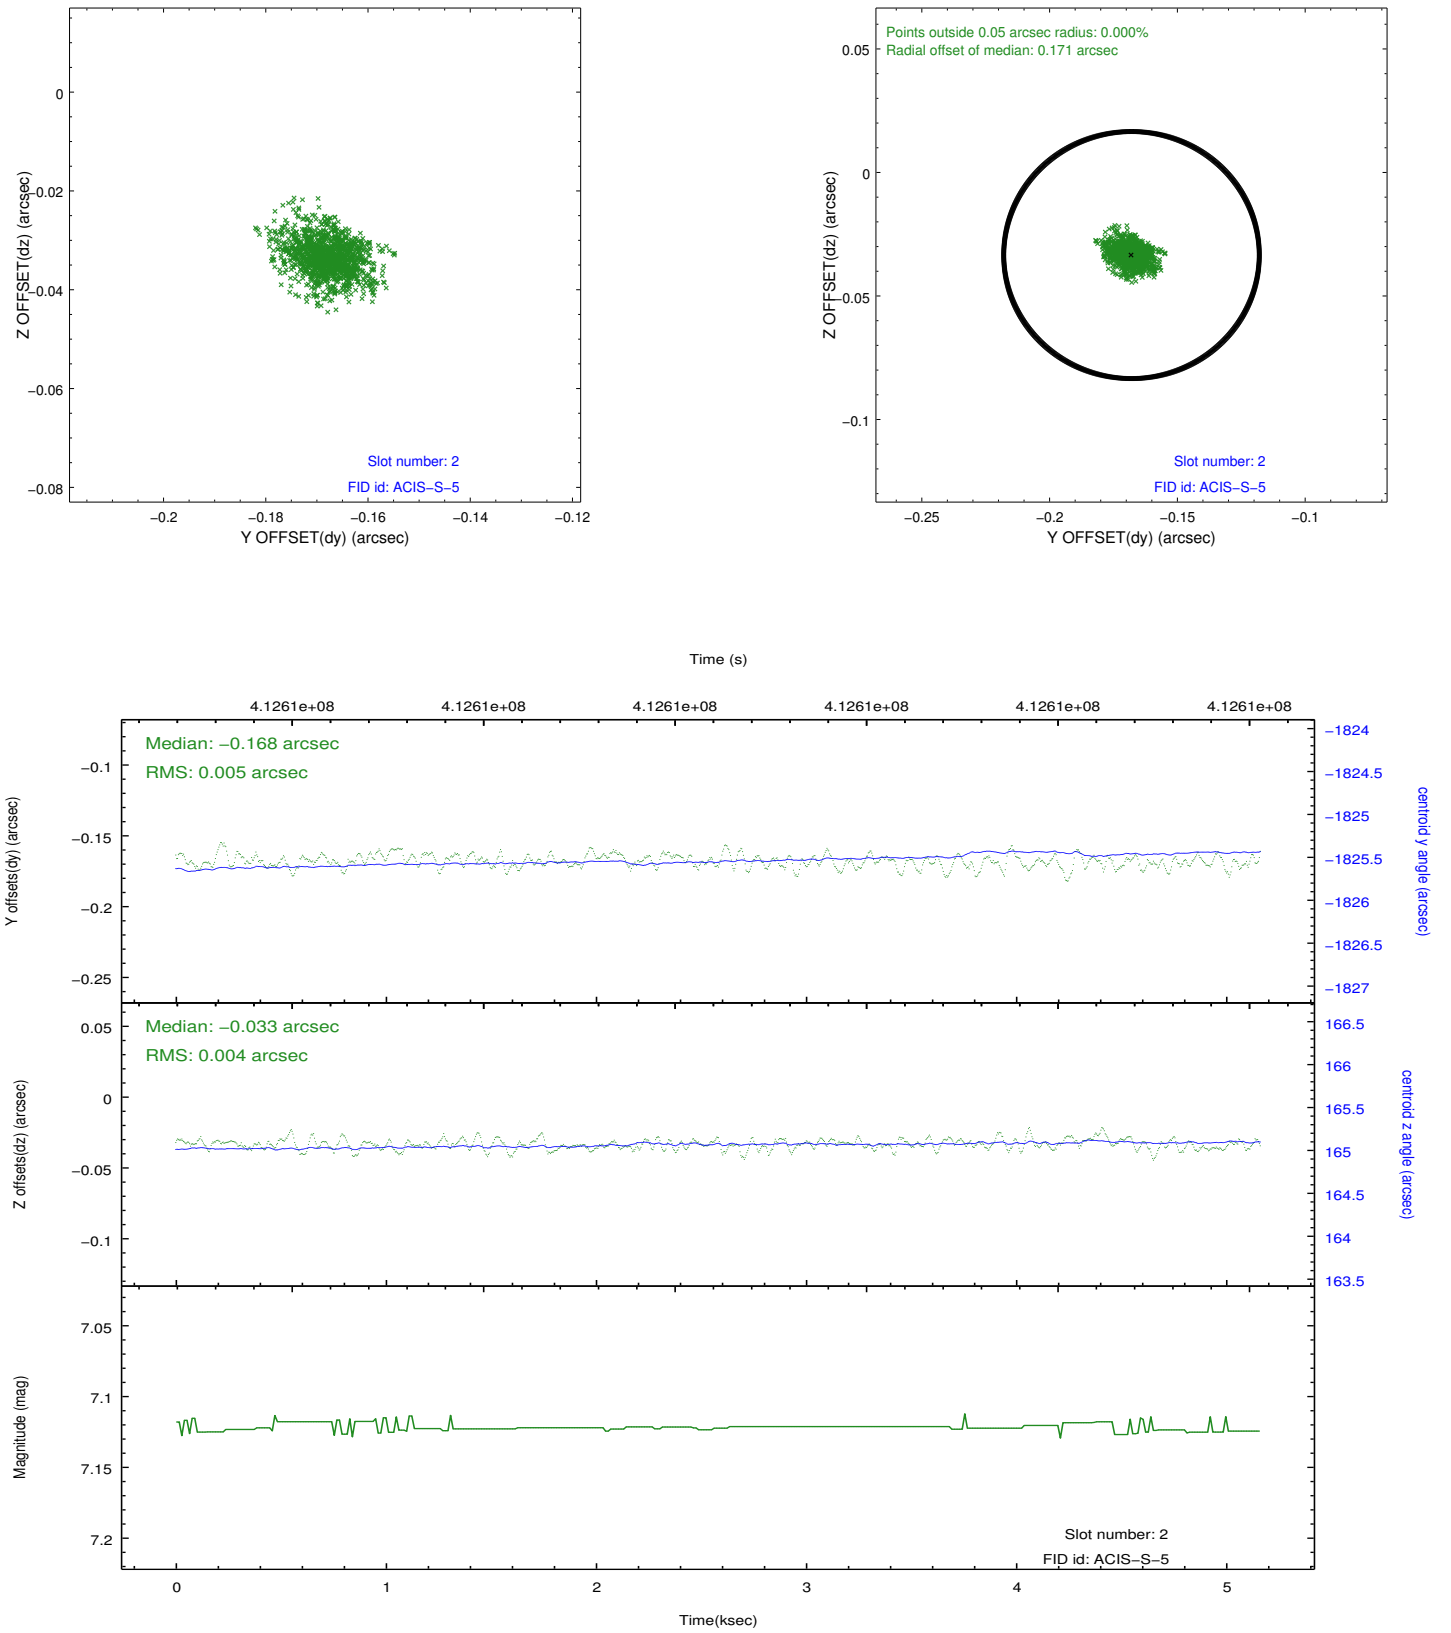 0
−0.02
−0.04
−0.06
−0.08
Z OFFSET(dz) (arcsec)
Slot number: 2
FID id: ACIS−S−5
−0.2
−0.18
−0.16
−0.14
−0.12
Y OFFSET(dy) (arcsec)
Points outside 0.05 arcsec radius: 0.000%
Radial offset of median: 0.171 arcsec
0.05
0
−0.05
−0.1
Z OFFSET(dz) (arcsec)
Slot number: 2
FID id: ACIS−S−5
−0.25
−0.2
−0.15
−0.1
Y OFFSET(dy) (arcsec)
Time (s)
4.1261e+08
4.1261e+08
4.1261e+08
4.1261e+08
4.1261e+08
4.1261e+08
Median: −0.168 arcsec
RMS: 0.005 arcsec
−0.1
−0.15
−0.2
−0.25
Y offsets(dy) (arcsec)
−1824
−1824.5
−1825
−1825.5
−1826
−1826.5
−1827
centroid y angle (arcsec)
Median: −0.033 arcsec
RMS: 0.004 arcsec
0.05
0
−0.05
−0.1
Z offsets(dz) (arcsec)
166.5
166
165.5
165
164.5
164
163.5
centroid z angle (arcsec)
7.05
7.1
7.15
7.2
Magnitude (mag)
Slot number: 2
FID id: ACIS−S−5
0
1
2
3
4
5
Time(ksec)